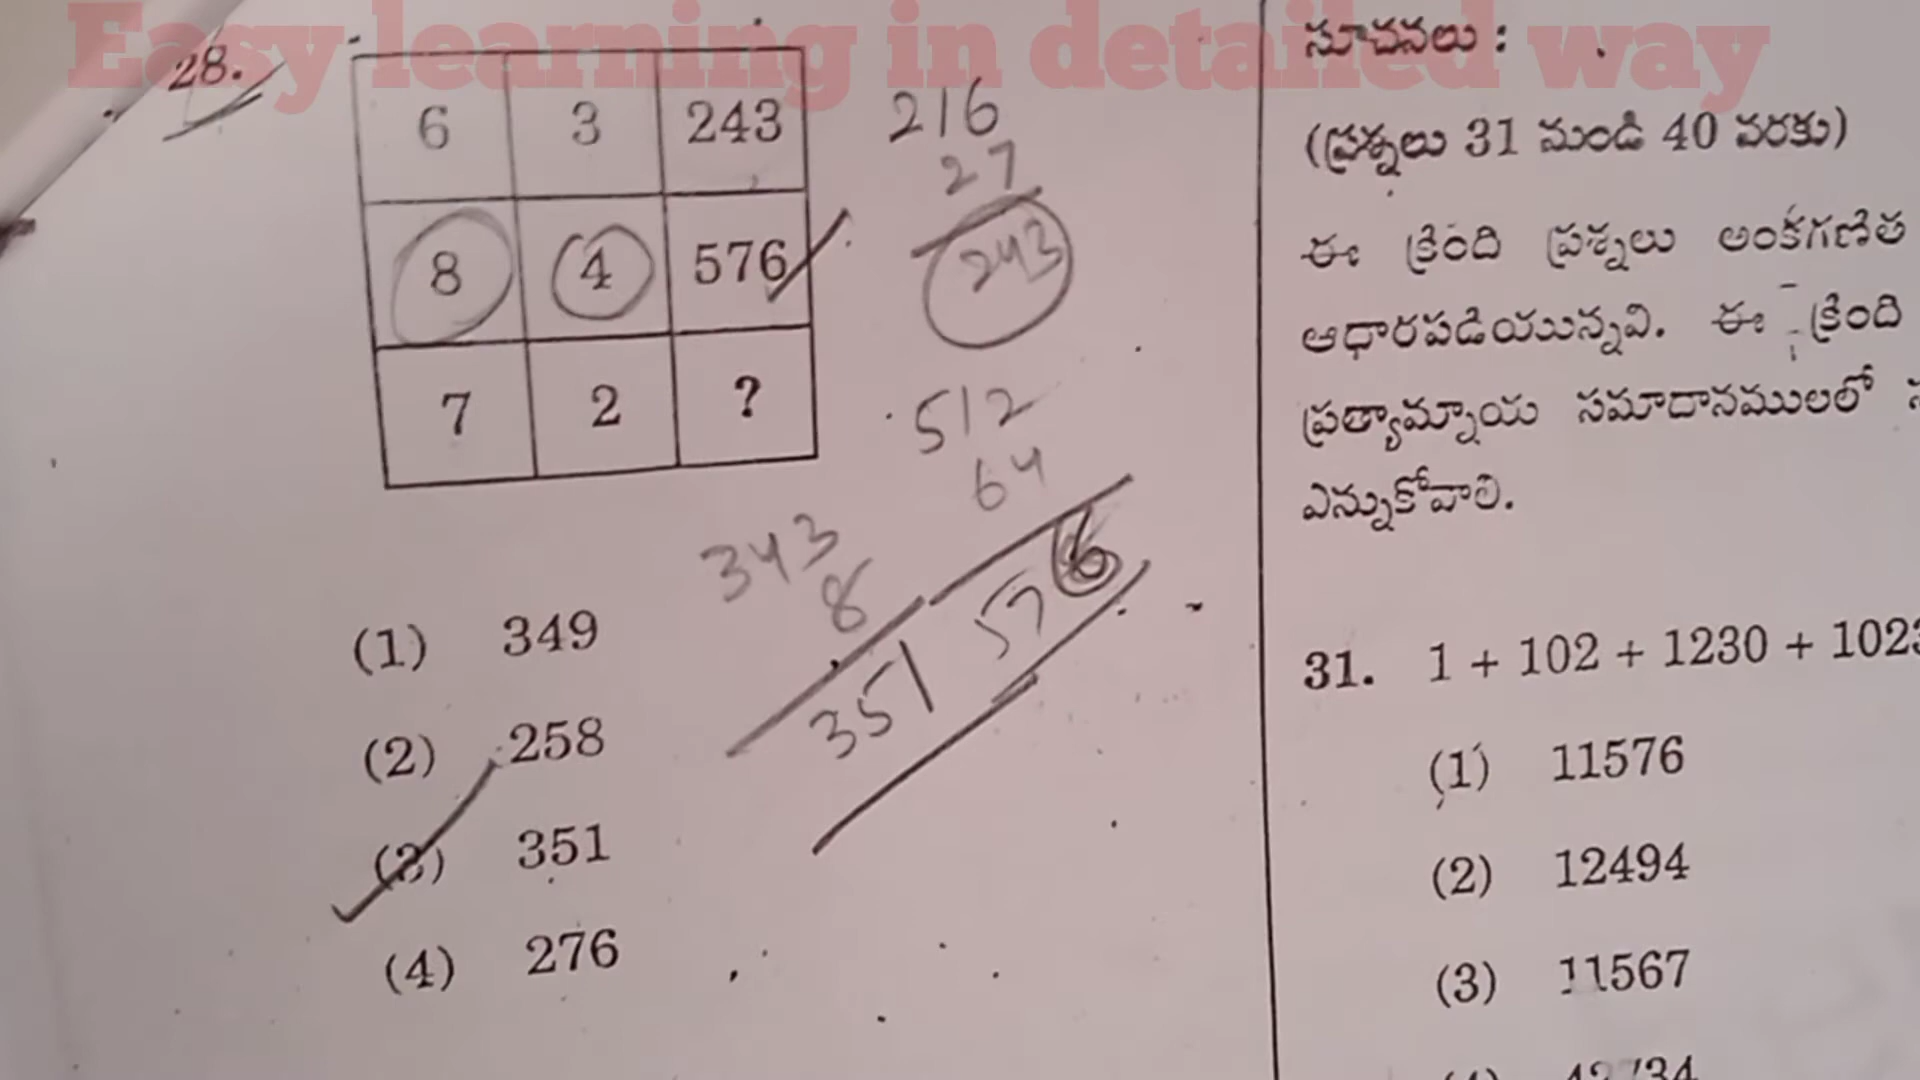 Easy learning in detailed way
28.
6 3 243
8 4 576
7 2 ?
(1) 349
(2) 258
(3) 351
(4) 276
216
27
243
512
64
576
343
8
351
సూచనలు :
(ప్రశ్నలు 31 నుండి 40 వరకు)
ఈ క్రింది ప్రశ్నలు అంకగణిత
ఆధారపడియున్నవి. ఈ క్రింది
ప్రత్యామ్నాయ సమాదానములలో
ఎన్నుకోవాలి.
31. 1 + 102 + 1230 + 1023
(1) 11576
(2) 12494
(3) 11567